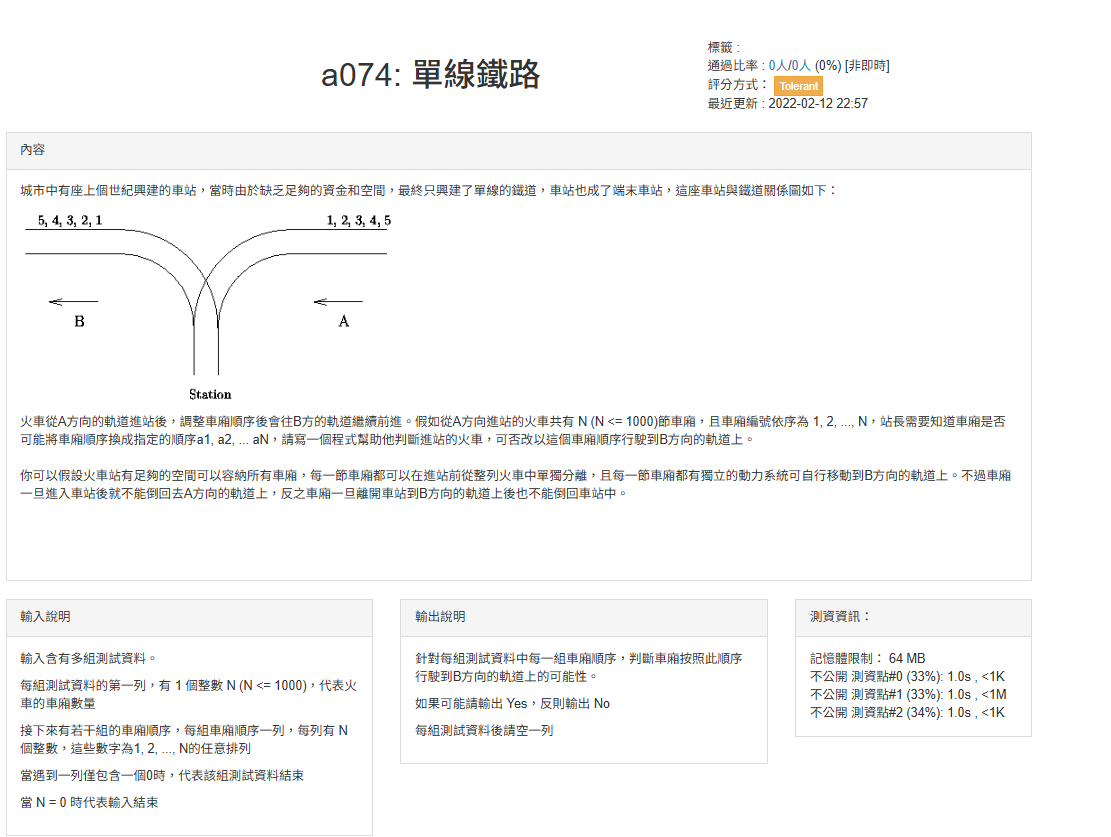 a074: 單線鐵路
標籤 :
通過比率 : 0人/0人 (0%) [非即時]
評分方式： Tolerant
最近更新 : 2022-02-12 22:57
內容
城市中有座上個世紀興建的車站，當時由於缺乏足夠的資金和空間，最終只興建了單線的鐵道，車站也成了端末車站，這座車站與鐵道關係圖如下：
5, 4, 3, 2, 1
1, 2, 3, 4, 5
B
A
Station
火車從A方向的軌道進站後，調整車廂順序後會往B方的軌道繼續前進。假如從A方向進站的火車共有 N (N <= 1000)節車廂，且車廂編號依序為 1, 2, ..., N，站長需要知道車廂是否
可能將車廂順序換成指定的順序a1, a2, ... aN，請寫一個程式幫助他判斷進站的火車，可否改以這個車廂順序行駛到B方向的軌道上。
你可以假設火車站有足夠的空間可以容納所有車廂，每一節車廂都可以在進站前從整列火車中單獨分離，且每一節車廂都有獨立的動力系統可自行移動到B方向的軌道上。不過車廂
一旦進入車站後就不能倒回去A方向的軌道上，反之車廂一旦離開車站到B方向的軌道上後也不能倒回車站中。
輸入說明
輸入含有多組測試資料。
每組測試資料的第一列，有 1 個整數 N (N <= 1000)，代表火
車的車廂數量
接下來有若干組的車廂順序，每組車廂順序一列，每列有 N
個整數，這些數字為1, 2, ..., N的任意排列
當遇到一列僅包含一個0時，代表該組測試資料結束
當 N = 0 時代表輸入結束
輸出說明
針對每組測試資料中每一組車廂順序，判斷車廂按照此順序
行駛到B方向的軌道上的可能性。
如果可能請輸出 Yes，反則輸出 No
每組測試資料後請空一列
測資資訊：
記憶體限制： 64 MB
不公開 測資點#0 (33%): 1.0s , <1K
不公開 測資點#1 (33%): 1.0s , <1M
不公開 測資點#2 (34%): 1.0s , <1K